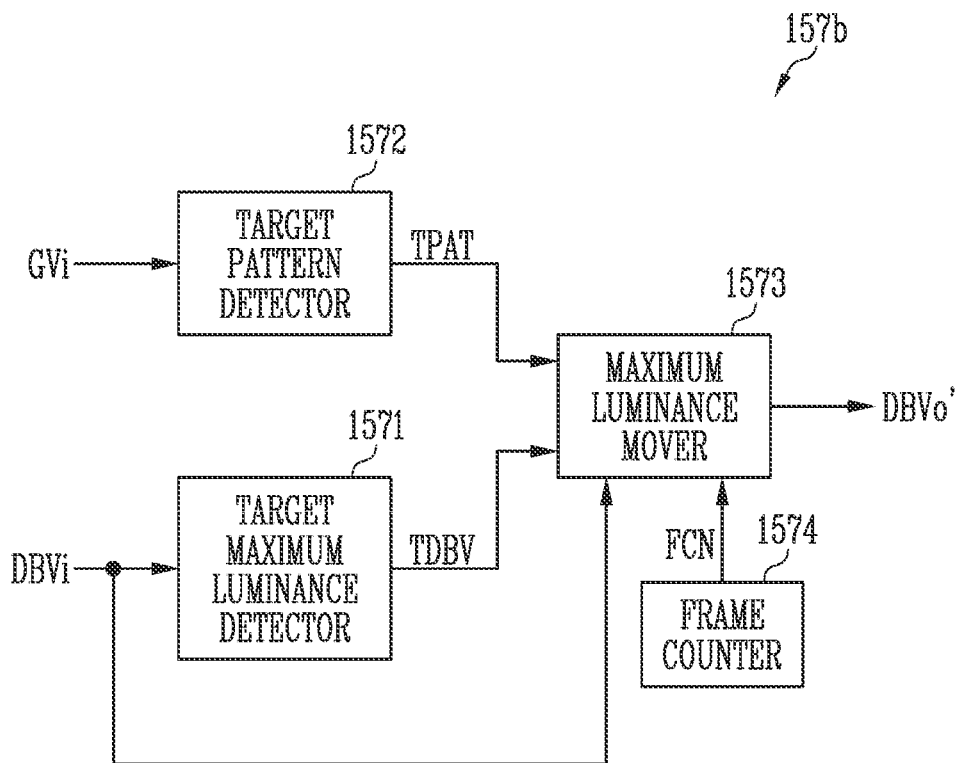 157b
1572
TARGET
PATTERN
DETECTOR
GVi
TPAT
1573
MAXIMUM
LUMINANCE
MOVER
DBVo'
1571
TARGET
MAXIMUM
LUMINANCE
DETECTOR
DBVi
TDBV
FCN
1574
FRAME
COUNTER